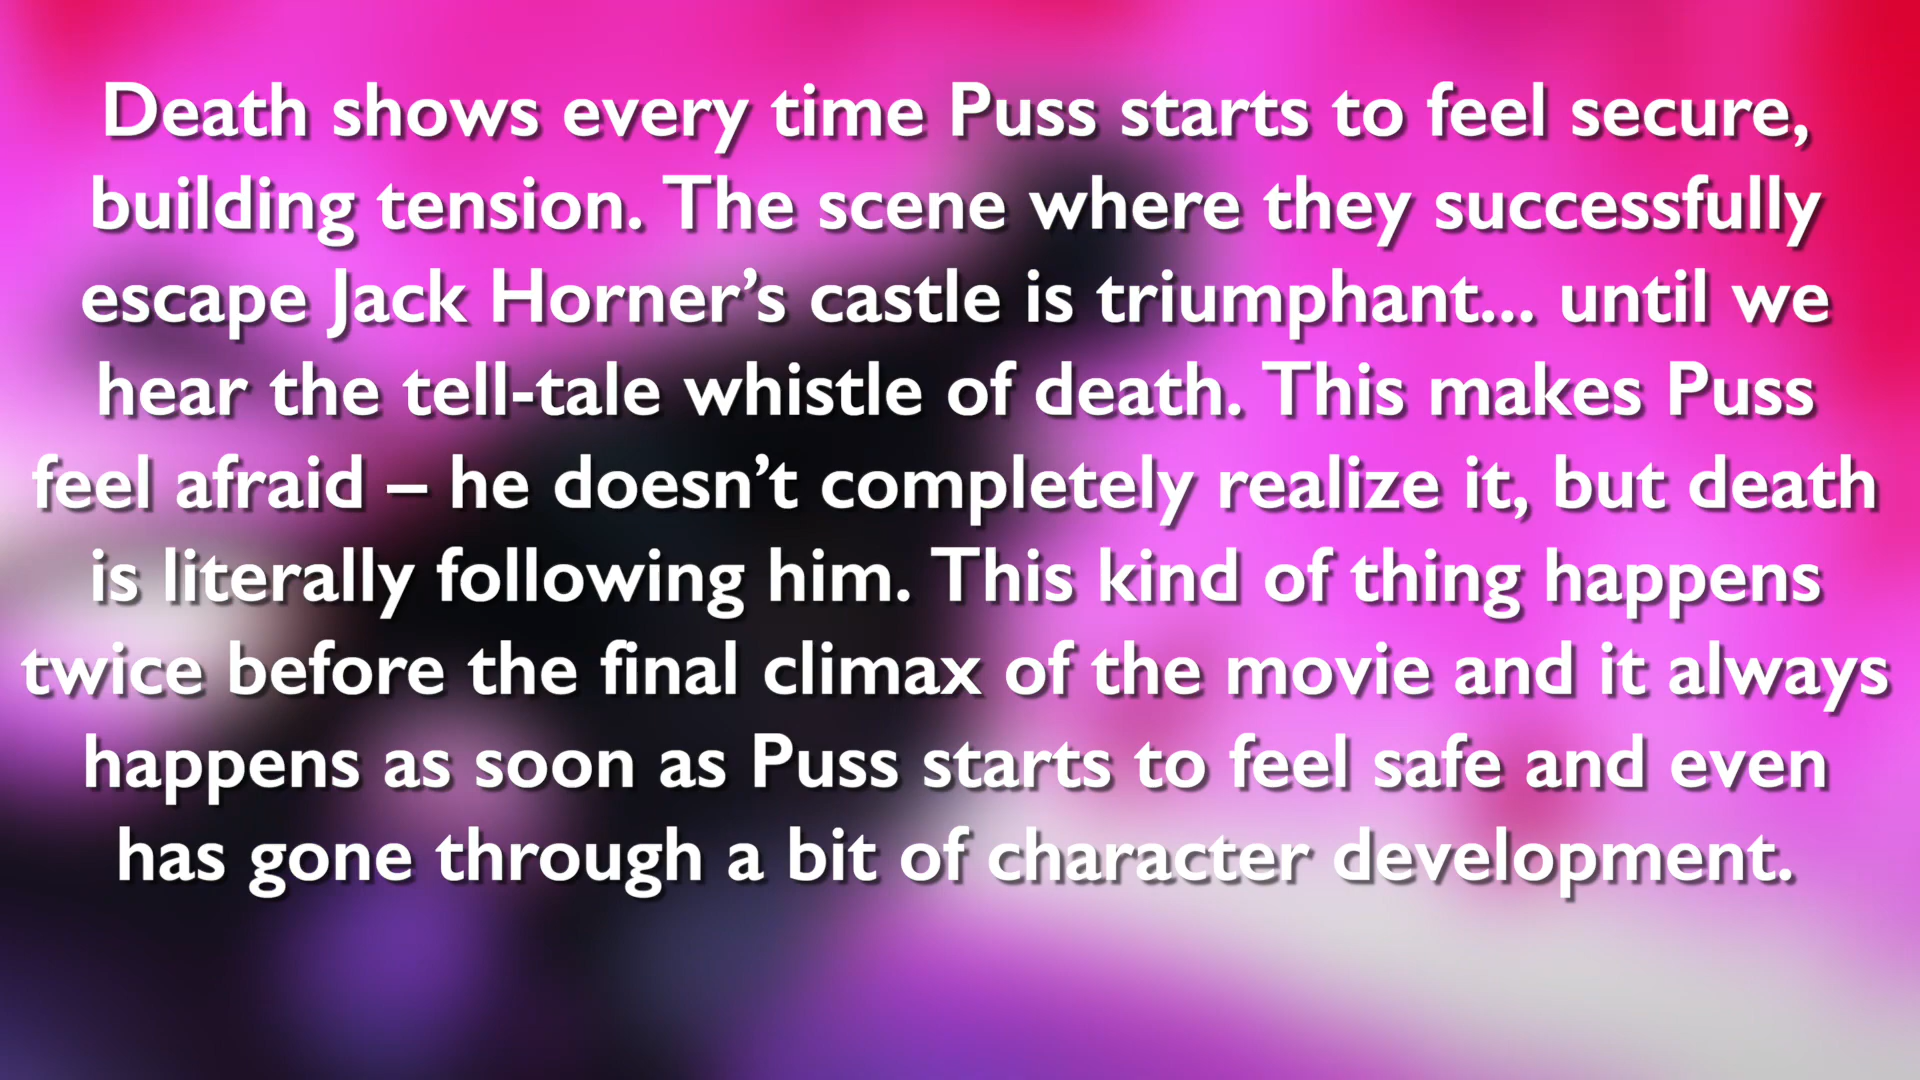 Death shows every time Puss starts to feel secure,
building tension. The scene where they successfully
escape Jack Horner’s castle is triumphant... until we
hear the tell-tale whistle of death. This makes Puss
feel afraid – he doesn’t completely realize it, but death
is literally following him. This kind of thing happens
twice before the final climax of the movie and it always
happens as soon as Puss starts to feel safe and even
has gone through a bit of character development.